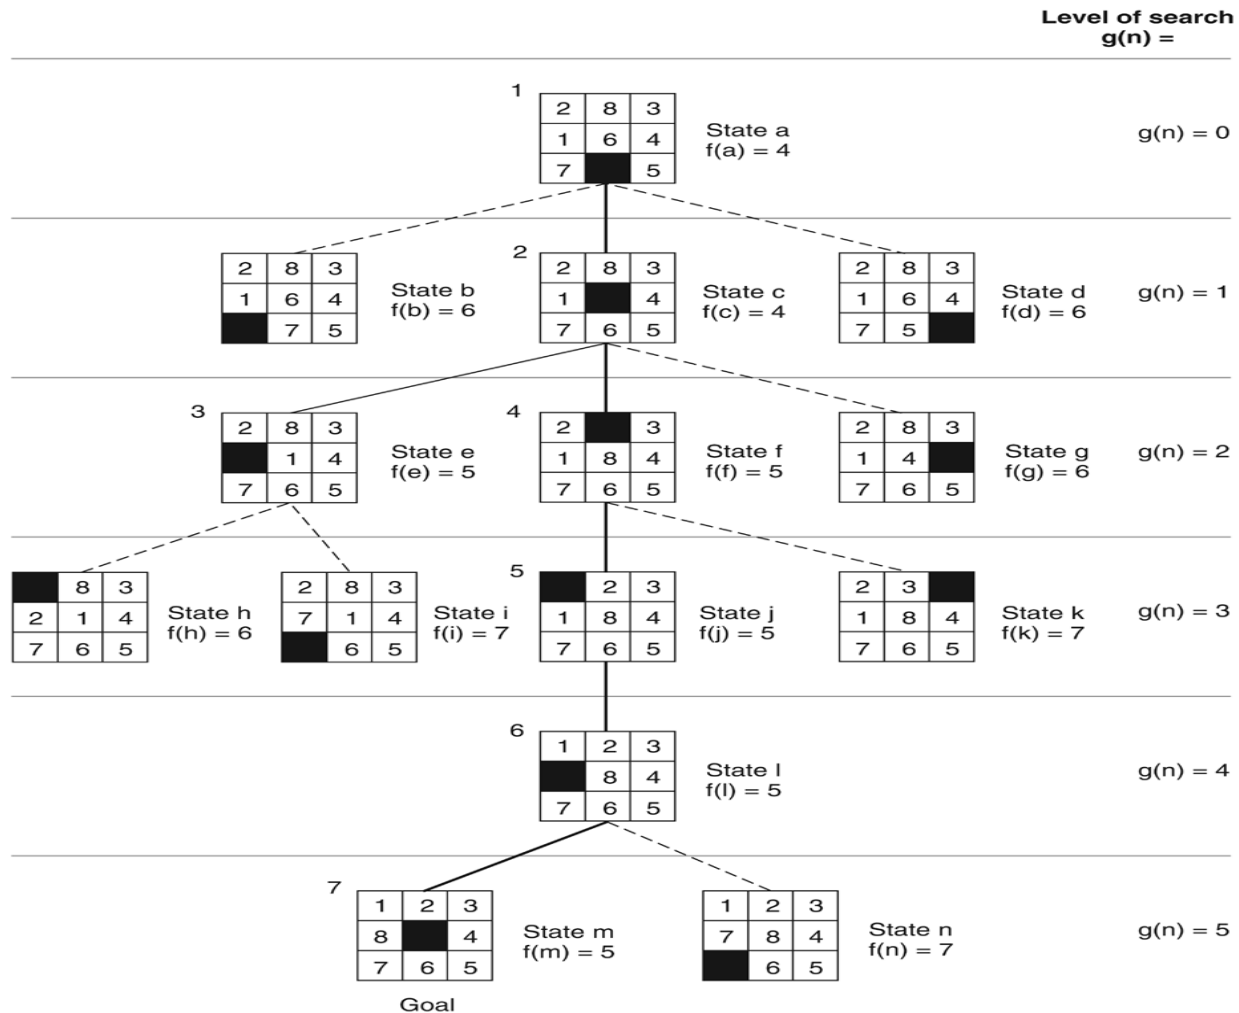 Level of search
g(n) =
1
2 8 3
1 6 4
7 5
State a
f(a) = 4
g(n) = 0
2 8 3
1 6 4
7 5
State b
f(b) = 6
2
2 8 3
1 4
7 6 5
State c
f(c) = 4
2 8 3
1 6 4
7 5
State d
f(d) = 6
g(n) = 1
3
2 8 3
1 4
7 6 5
State e
f(e) = 5
4
2 3
1 8 4
7 6 5
State f
f(f) = 5
2 8 3
1 4
7 6 5
State g
f(g) = 6
g(n) = 2
8 3
2 1 4
7 6 5
State h
f(h) = 6
2 8 3
7 1 4
6 5
State i
f(i) = 7
5
2 3
1 8 4
7 6 5
State j
f(j) = 5
2 3
1 8 4
7 6 5
State k
f(k) = 7
g(n) = 3
6
1 2 3
8 4
7 6 5
State l
f(l) = 5
g(n) = 4
7
1 2 3
8 4
7 6 5
State m
f(m) = 5
Goal
1 2 3
7 8 4
6 5
State n
f(n) = 7
g(n) = 5